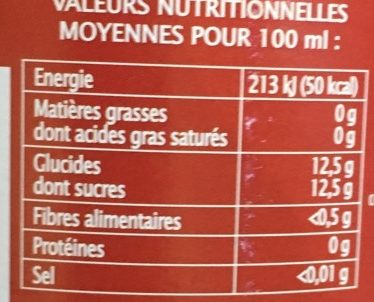 VALEURS NUTRITIONNELLES
MOYENNES POUR 100 ml :
Energie 213 kJ (50 kcal)
Matières grasses 0 g
dont acides gras saturés 0 g
Glucides 12,5 g
dont sucres 12,5 g
Fibres alimentaires <0,5 g
Protéines 0 g
Sel <0,01 g